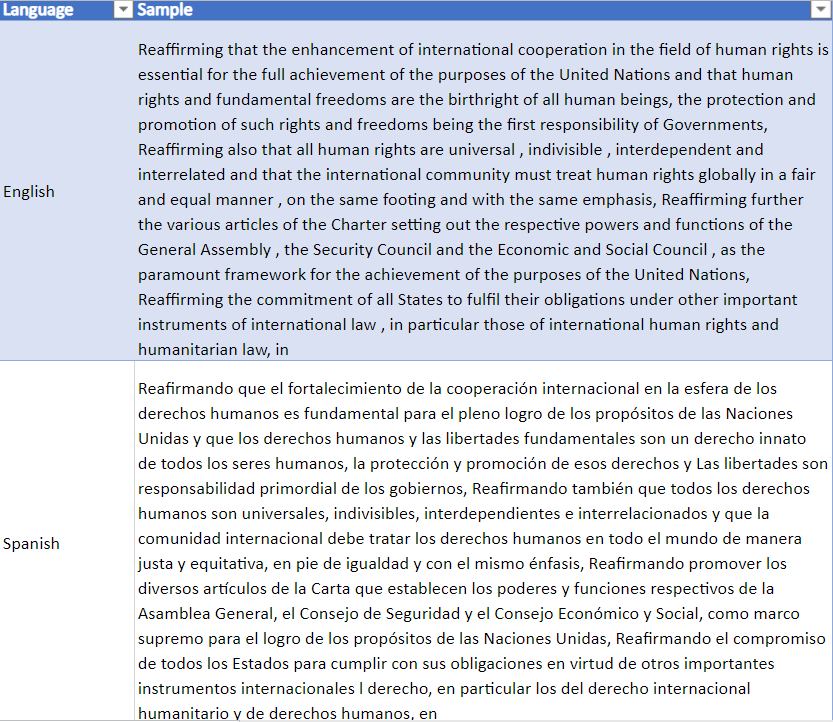 Language Sample
Reaffirming that the enhancement of international cooperation in the field of human rights is
essential for the full achievement of the purposes of the United Nations and that human
rights and fundamental freedoms are the birthright of all human beings, the protection and
promotion of such rights and freedoms being the first responsibility of Governments,
Reaffirming also that all human rights are universal , indivisible , interdependent and
interrelated and that the international community must treat human rights globally in a fair
English
and equal manner , on the same footing and with the same emphasis, Reaffirming further
the various articles of the Charter setting out the respective powers and functions of the
General Assembly , the Security Council and the Economic and Social Council , as the
paramount framework for the achievement of the purposes of the United Nations,
Reaffirming the commitment of all States to fulfil their obligations under other important
instruments of international law , in particular those of international human rights and
humanitarian law, in
Reafirmando que el fortalecimiento de la cooperación internacional en la esfera de los
derechos humanos es fundamental para el pleno logro de los propósitos de las Naciones
Unidas y que los derechos humanos y las libertades fundamentales son un derecho innato
de todos los seres humanos, la protección y promoción de esos derechos y Las libertades son
responsabilidad primordial de los gobiernos, Reafirmando también que todos los derechos
humanos son universales, indivisibles, interdependientes e interrelacionados y que la
comunidad internacional debe tratar los derechos humanos en todo el mundo de manera
Spanish
justa y equitativa, en pie de igualdad y con el mismo énfasis, Reafirmando promover los
diversos artículos de la Carta que establecen los poderes y funciones respectivos de la
Asamblea General, el Consejo de Seguridad y el Consejo Económico y Social, como marco
supremo para el logro de los propósitos de las Naciones Unidas, Reafirmando el compromiso
de todos los Estados para cumplir con sus obligaciones en virtud de otros importantes
instrumentos internacionales l derecho, en particular los del derecho internacional
humanitario y de derechos humanos, en